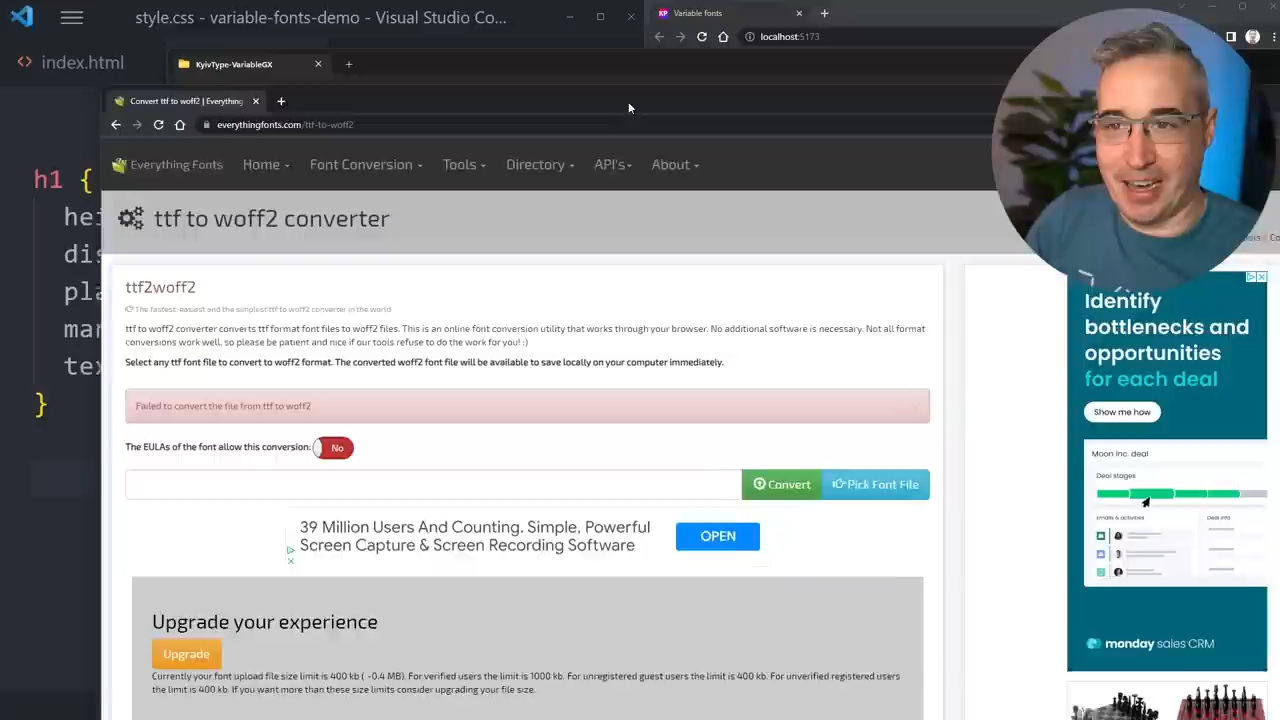 style.css - variable-fonts-demo - Visual Studio Co...
Variable fonts
index.html
KyivType-VariableGX
localhost:5173
Convert ttf to woff2 | Everything
everythingfonts.com/ttf-to-woff2
Everything Fonts
Home
Font Conversion
Tools
Directory
API's
About
h1 {
hei
dis
pla
mar
tex
}
ttf to woff2 converter
ttf2woff2
The fastest, easiest and the simplest ttf to woff2 converter in the world
ttf to woff2 converter converts ttf format font files to woff2 files. This is an online font conversion utility that works through your browser. No additional software is necessary. Not all format
conversions work well, so please be patient and nice if our tools refuse to do the work for you! :)
Select any ttf font file to convert to woff2 format. The converted woff2 font file will be available to save locally on your computer immediately.
Failed to convert the file from ttf to woff2
The EULAs of the font allow this conversion: No
Convert
Pick Font File
39 Million Users And Counting. Simple, Powerful
Screen Capture & Screen Recording Software
OPEN
Upgrade your experience
Upgrade
Currently your font upload file size limit is 400 kb ( ~0.4 MB). For verified users the limit is 1000 kb. For unregistered guest users the limit is 400 kb. For unverified registered users
the limit is 400 kb. If you want more than these size limits consider upgrading your file size.
Identify
bottlenecks and
opportunities
for each deal
Show me how
Moon Inc. deal
Deal stages
Emails & activities
Deal info
monday sales CRM